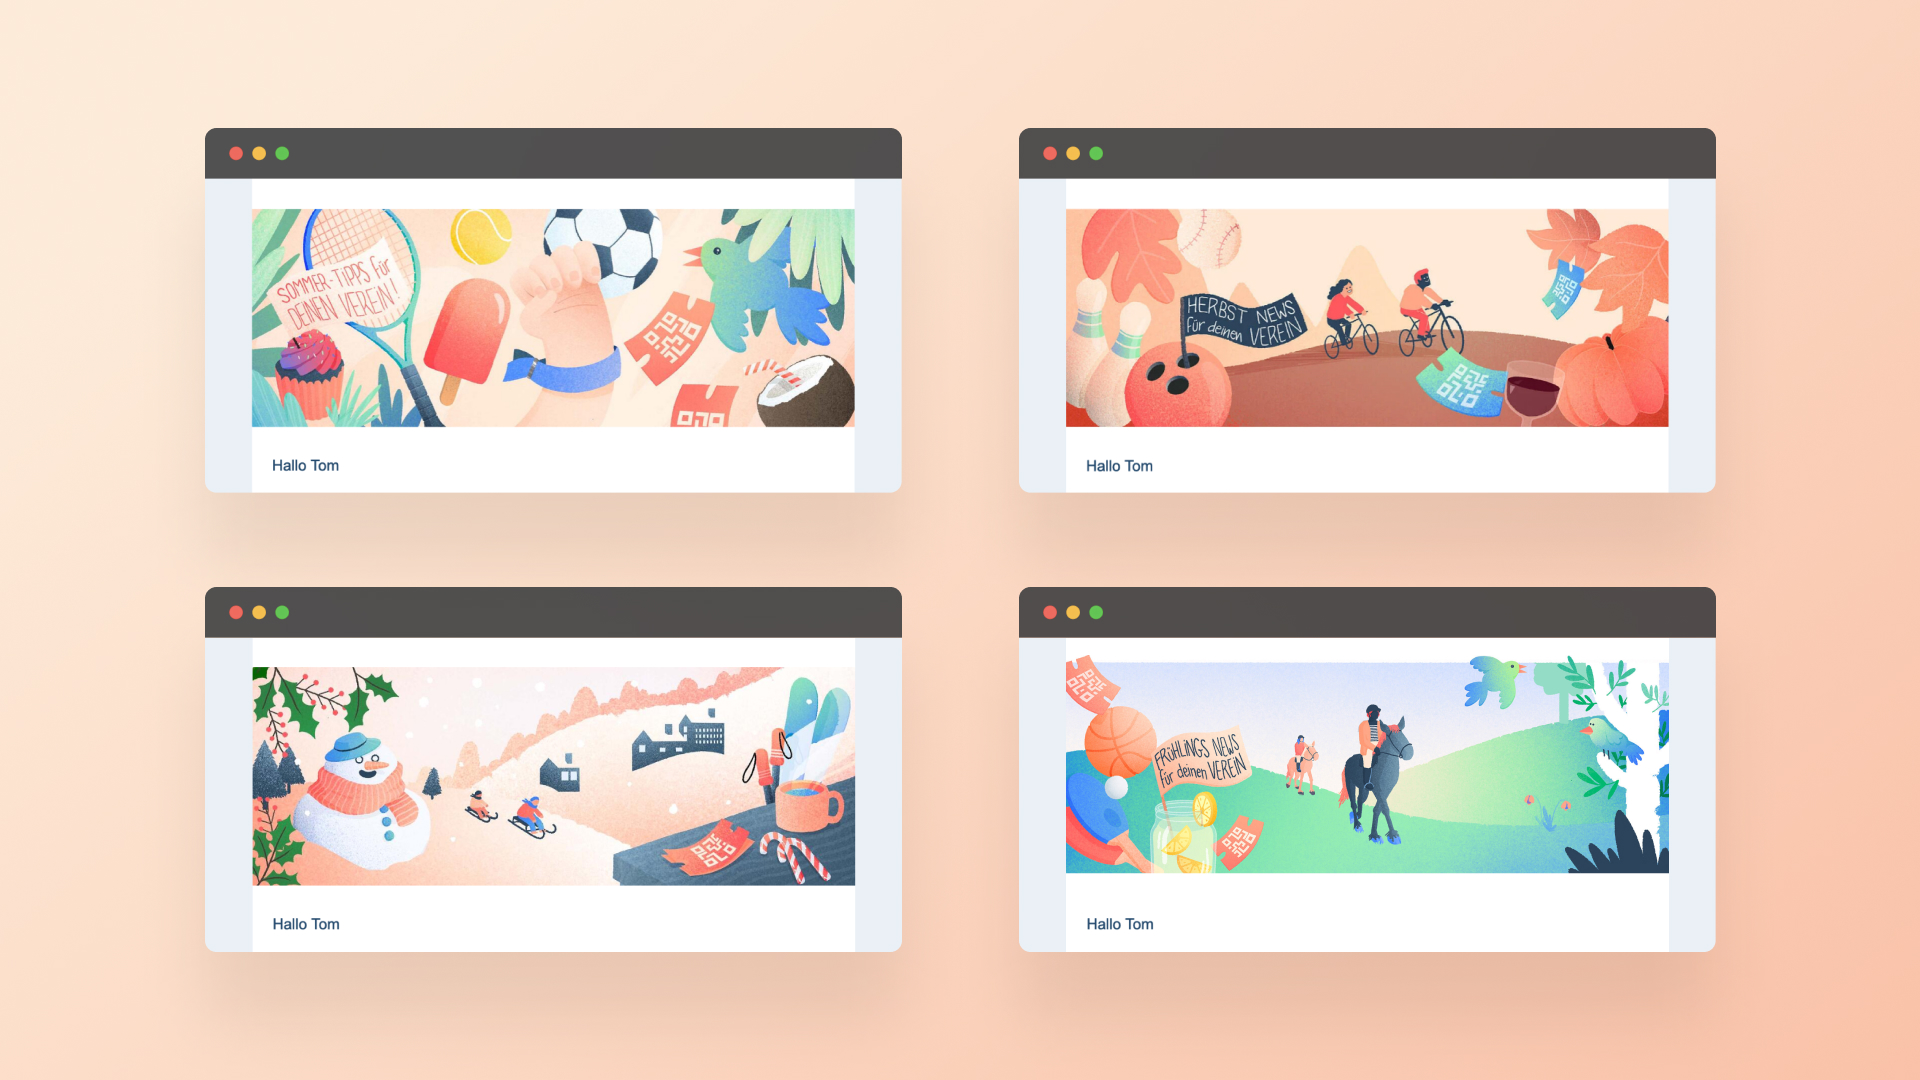 SOMMER-TiPPS für
DEiNEN VEREiN!
Hallo Tom
HERBST NEWS
Für deinen VEREIN
Hallo Tom
Hallo Tom
FRÜHLiNGS NEWS
für deinen VEREiN
Hallo Tom